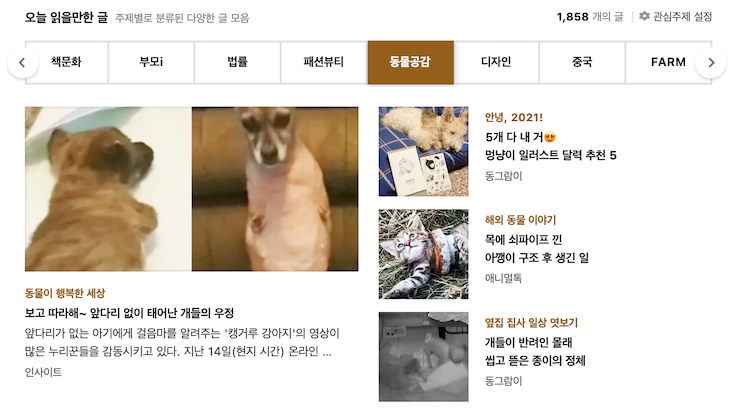 오늘 읽을만한 글 주제별로 분류된 다양한 글 모음
1,858 개의 글 관심주제 설정
책문화 부모i 법률 패션뷰티 동물공감 디자인 중국 FARM
동물이 행복한 세상
보고 따라해~ 앞다리 없이 태어난 개들의 우정
앞다리가 없는 아기에게 걸음마를 알려주는 '캥거루 강아지'의 영상이
많은 누리꾼들을 감동시키고 있다. 지난 14일(현지 시간) 온라인 ...
인사이트
안녕, 2021!
5개 다 내 거😍
멍냥이 일러스트 달력 추천 5
동그람이
해외 동물 이야기
목에 쇠파이프 낀
아깽이 구조 후 생긴 일
애니멀톡
옆집 집사 일상 엿보기
개들이 반려인 몰래
씹고 뜯은 종이의 정체
동그람이